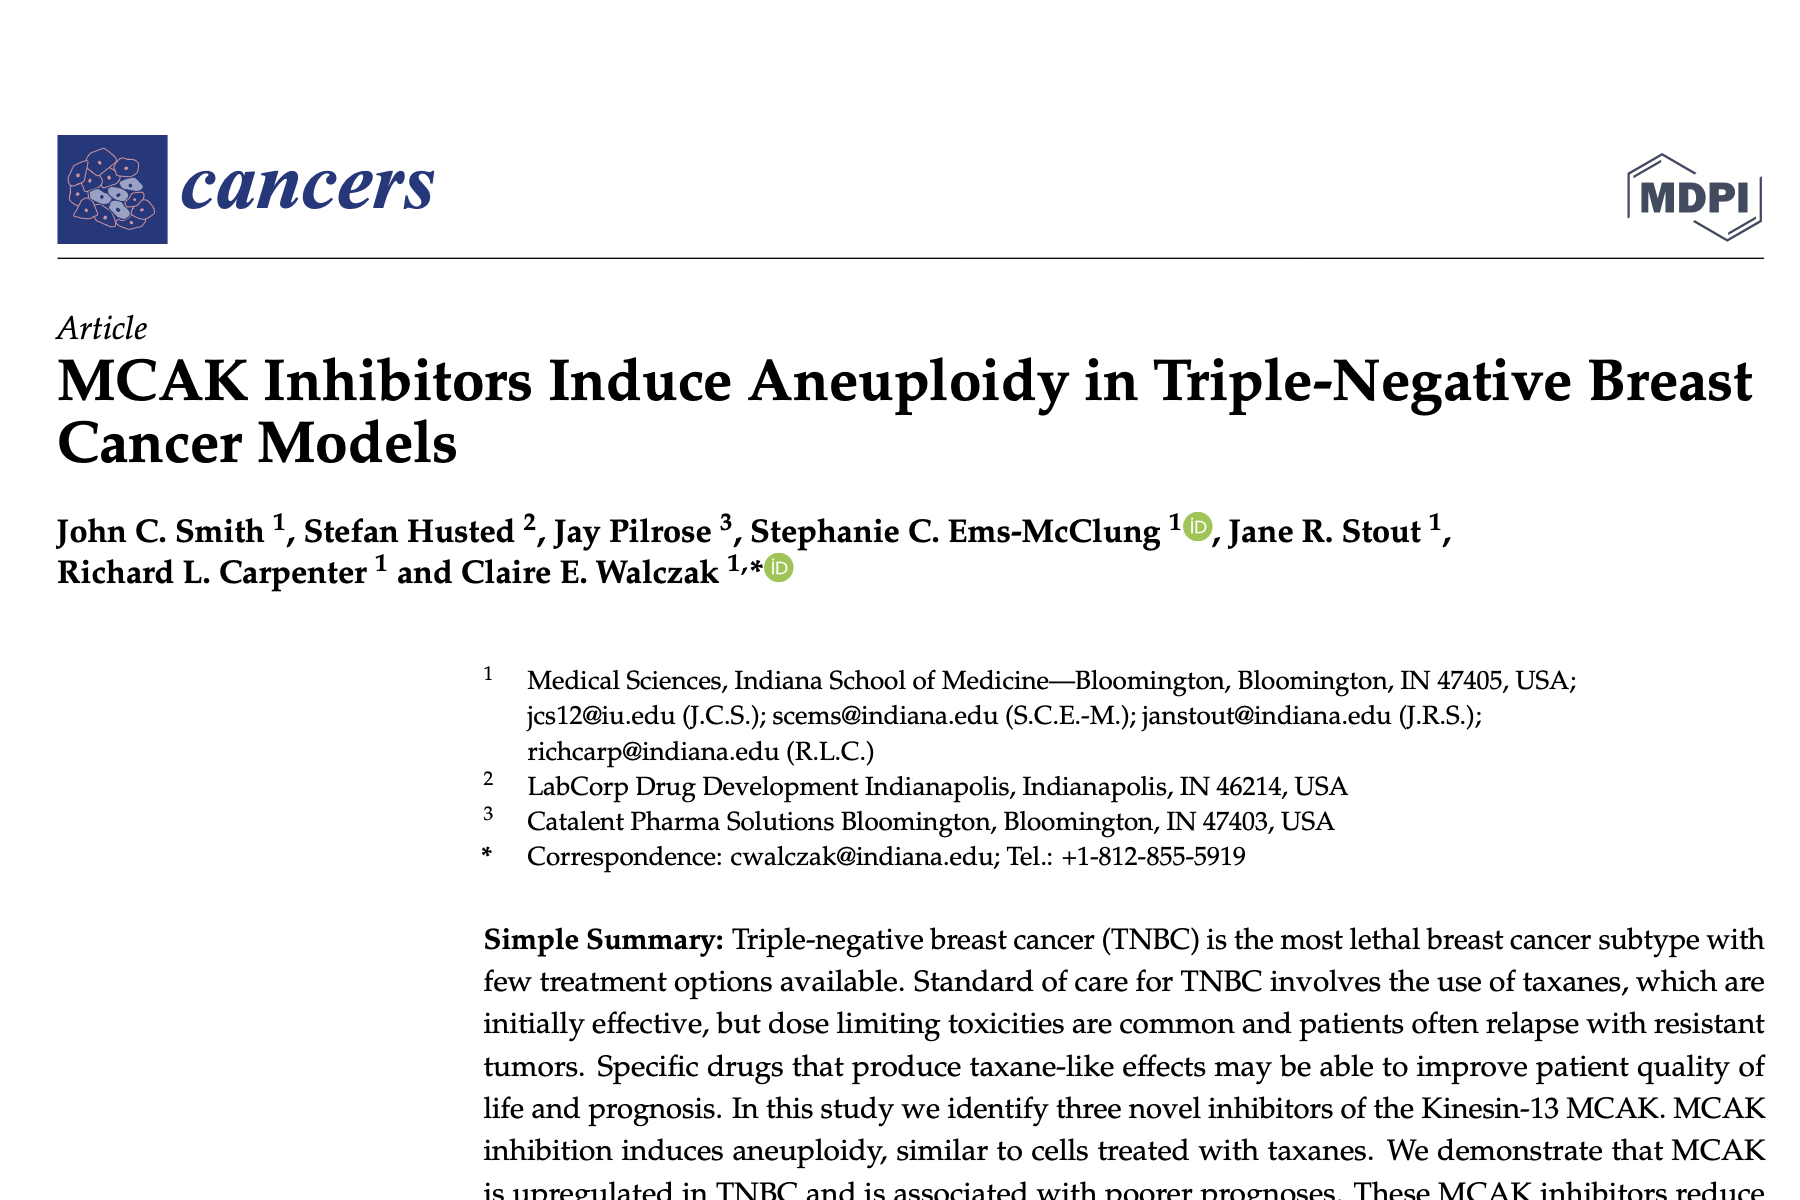 cancers
MDPI
Article
MCAK Inhibitors Induce Aneuploidy in Triple-Negative Breast
Cancer Models
John C. Smith 1, Stefan Husted 2, Jay Pilrose 3, Stephanie C. Ems-McClung 1 iD, Jane R. Stout 1,
Richard L. Carpenter 1 and Claire E. Walczak 1,* iD
1 Medical Sciences, Indiana School of Medicine—Bloomington, Bloomington, IN 47405, USA;
jcs12@iu.edu (J.C.S.); scems@indiana.edu (S.C.E.-M.); janstout@indiana.edu (J.R.S.);
richcarp@indiana.edu (R.L.C.)
2 LabCorp Drug Development Indianapolis, Indianapolis, IN 46214, USA
3 Catalent Pharma Solutions Bloomington, Bloomington, IN 47403, USA
* Correspondence: cwalczak@indiana.edu; Tel.: +1-812-855-5919
Simple Summary: Triple-negative breast cancer (TNBC) is the most lethal breast cancer subtype with
few treatment options available. Standard of care for TNBC involves the use of taxanes, which are
initially effective, but dose limiting toxicities are common and patients often relapse with resistant
tumors. Specific drugs that produce taxane-like effects may be able to improve patient quality of
life and prognosis. In this study we identify three novel inhibitors of the Kinesin-13 MCAK. MCAK
inhibition induces aneuploidy, similar to cells treated with taxanes. We demonstrate that MCAK
is upregulated in TNBC and is associated with poorer prognoses. These MCAK inhibitors reduce